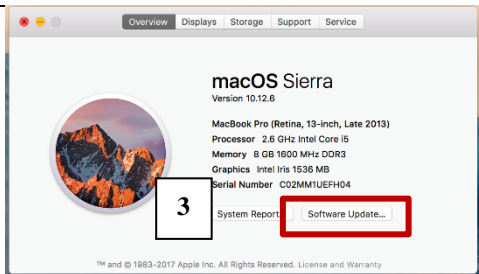 Overview Displays Storage Support Service
macOS Sierra
Version 10.12.6
MacBook Pro (Retina, 13-inch, Late 2013)
Processor 2.6 GHz Intel Core i5
Memory 8 GB 1600 MHz DDR3
Graphics Intel Iris 1536 MB
Serial Number C02MM1UEFH04
3
System Report... Software Update...
™ and © 1983-2017 Apple Inc. All Rights Reserved. License and Warranty